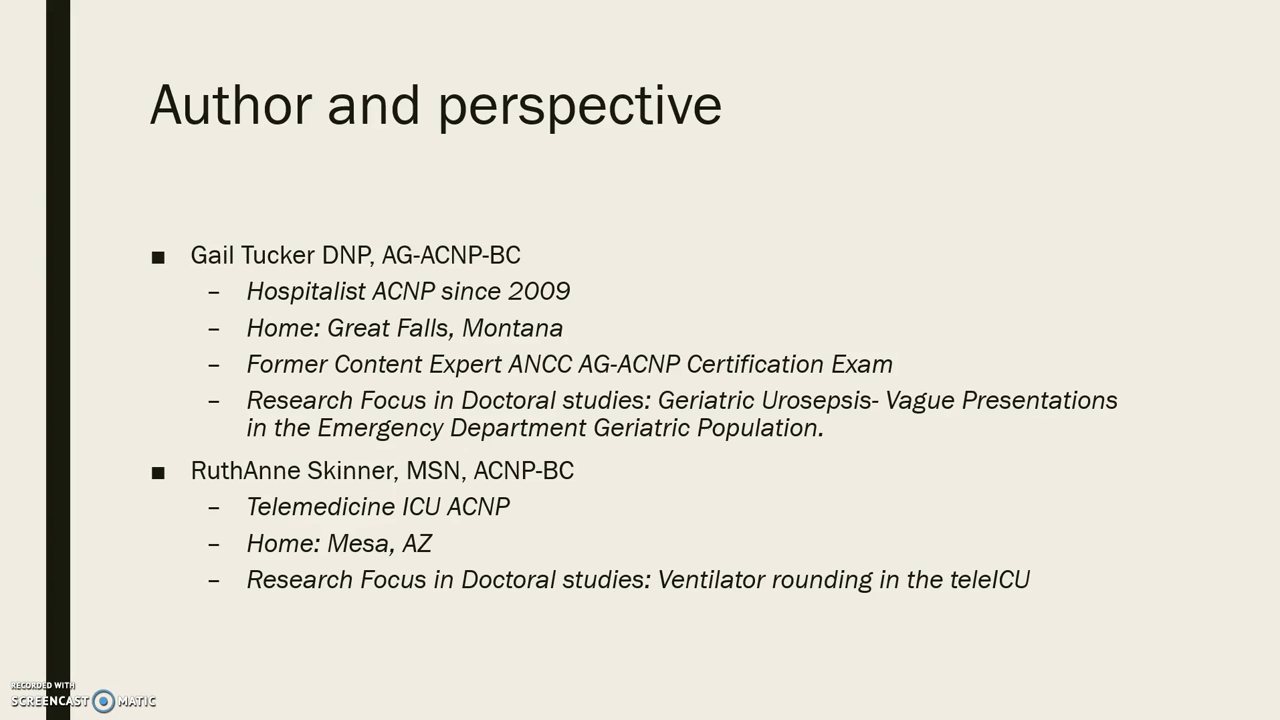 Author and perspective
■ Gail Tucker DNP, AG-ACNP-BC
– Hospitalist ACNP since 2009
– Home: Great Falls, Montana
– Former Content Expert ANCC AG-ACNP Certification Exam
– Research Focus in Doctoral studies: Geriatric Urosepsis- Vague Presentations
in the Emergency Department Geriatric Population.
■ RuthAnne Skinner, MSN, ACNP-BC
– Telemedicine ICU ACNP
– Home: Mesa, AZ
– Research Focus in Doctoral studies: Ventilator rounding in the teleICU
RECORDED WITH
SCREENCAST MATIC